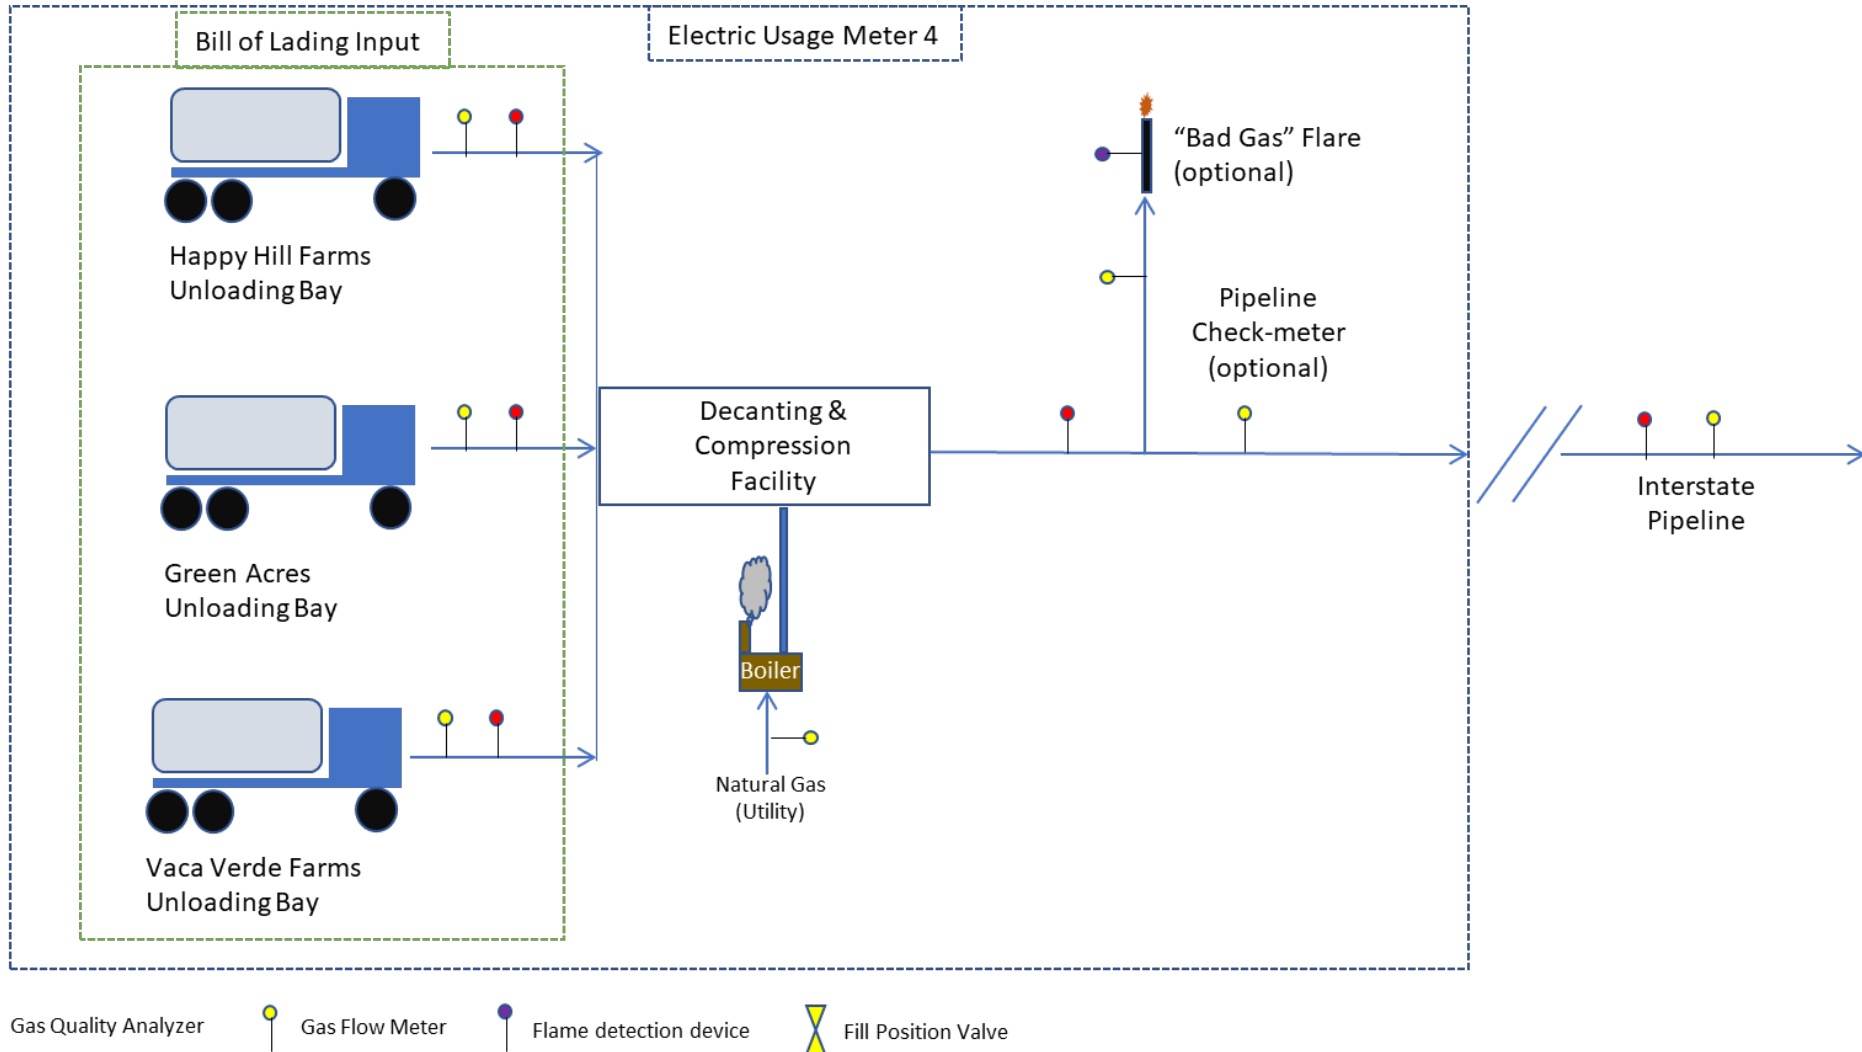 Bill of Lading Input
Electric Usage Meter 4
Happy Hill Farms
Unloading Bay
"Bad Gas" Flare
(optional)
Pipeline
Check-meter
(optional)
Decanting &
Compression
Facility
Interstate
Pipeline
Green Acres
Unloading Bay
Boiler
Natural Gas
(Utility)
Vaca Verde Farms
Unloading Bay
Gas Quality Analyzer
Gas Flow Meter
Flame detection device
Fill Position Valve